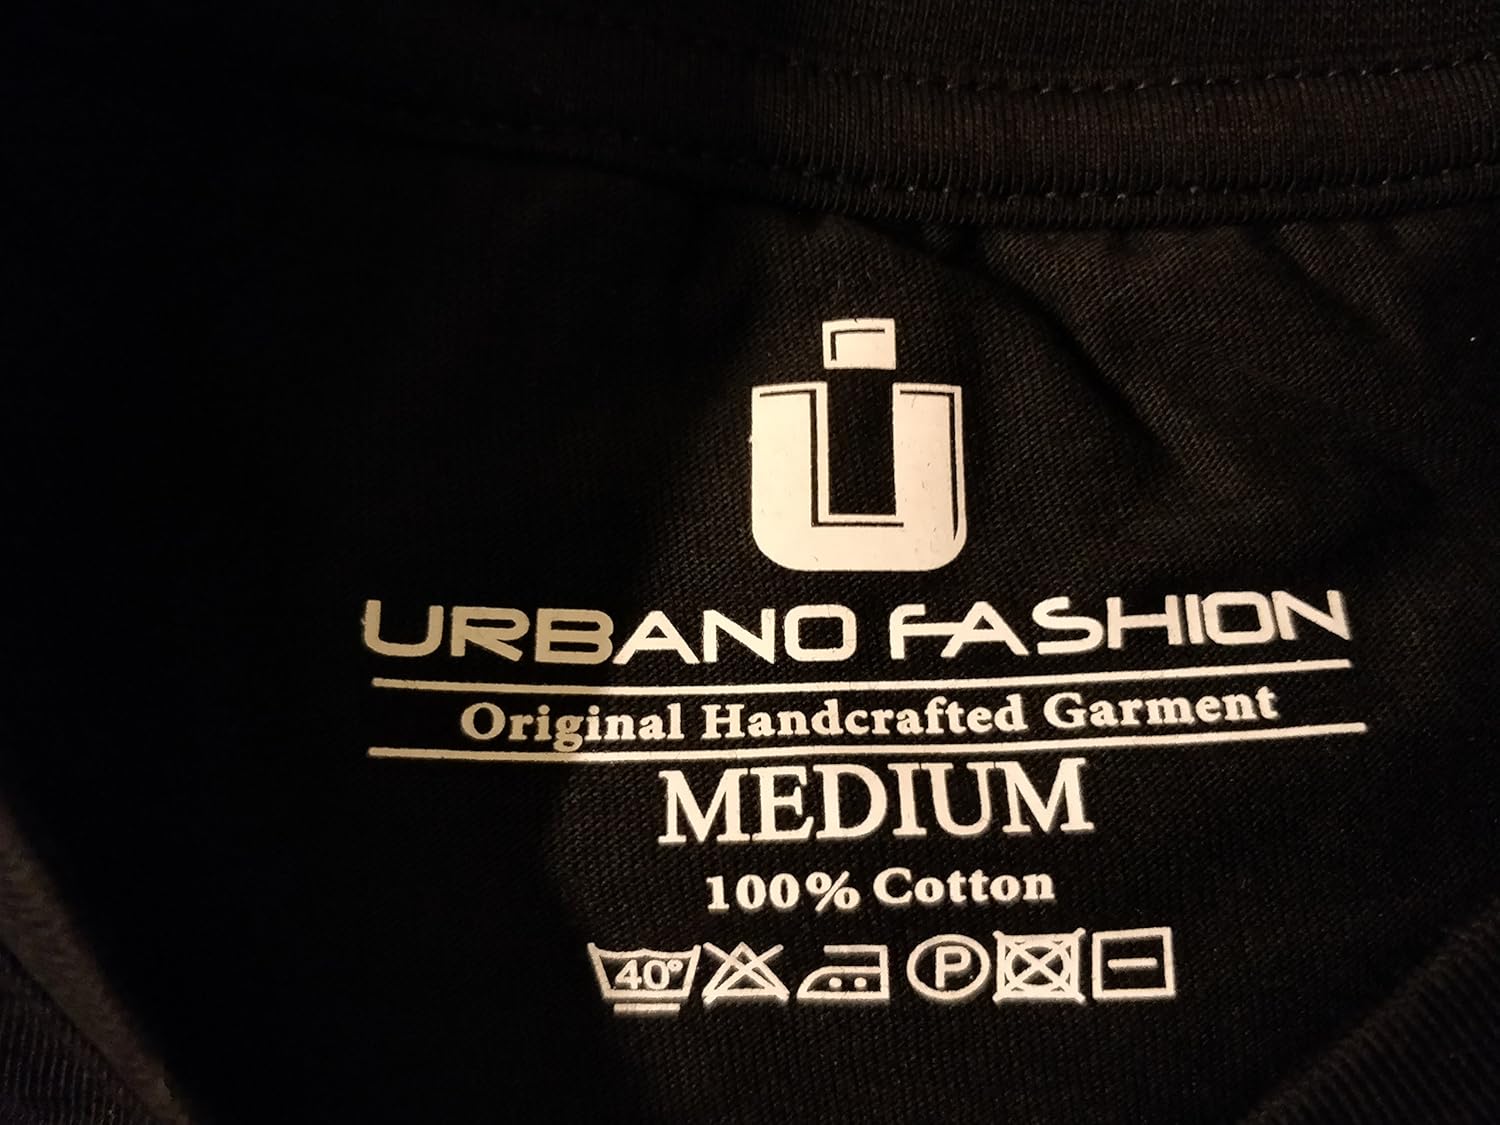 U
URBANO FASHION
Original Handcrafted Garment
MEDIUM
100% Cotton
40° P